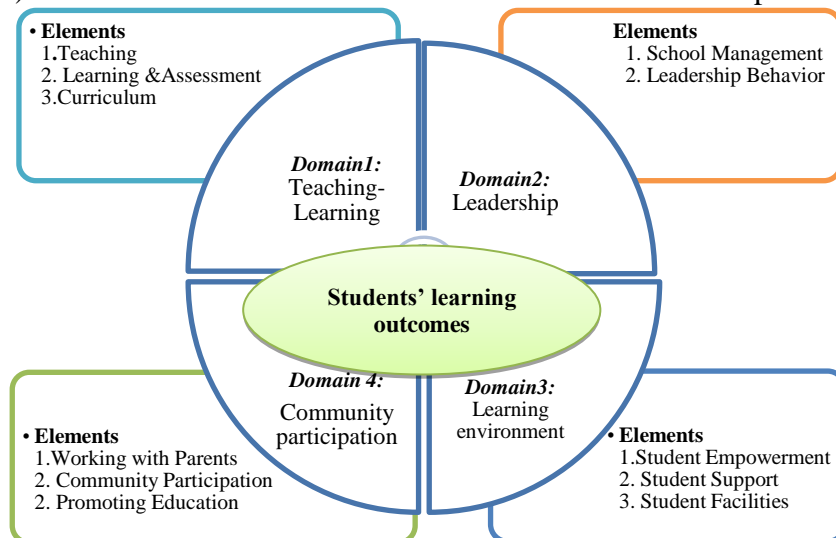 • Elements
1.Teaching
2. Learning &Assessment
3.Curriculum
Elements
1. School Management
2. Leadership Behavior
Domain1:
Teaching-
Learning
Domain2:
Leadership
Students’ learning
outcomes
Domain 4:
Community
participation
Domain3:
Learning
environment
• Elements
1.Working with Parents
2. Community Participation
2. Promoting Education
• Elements
1.Student Empowerment
2. Student Support
3. Student Facilities